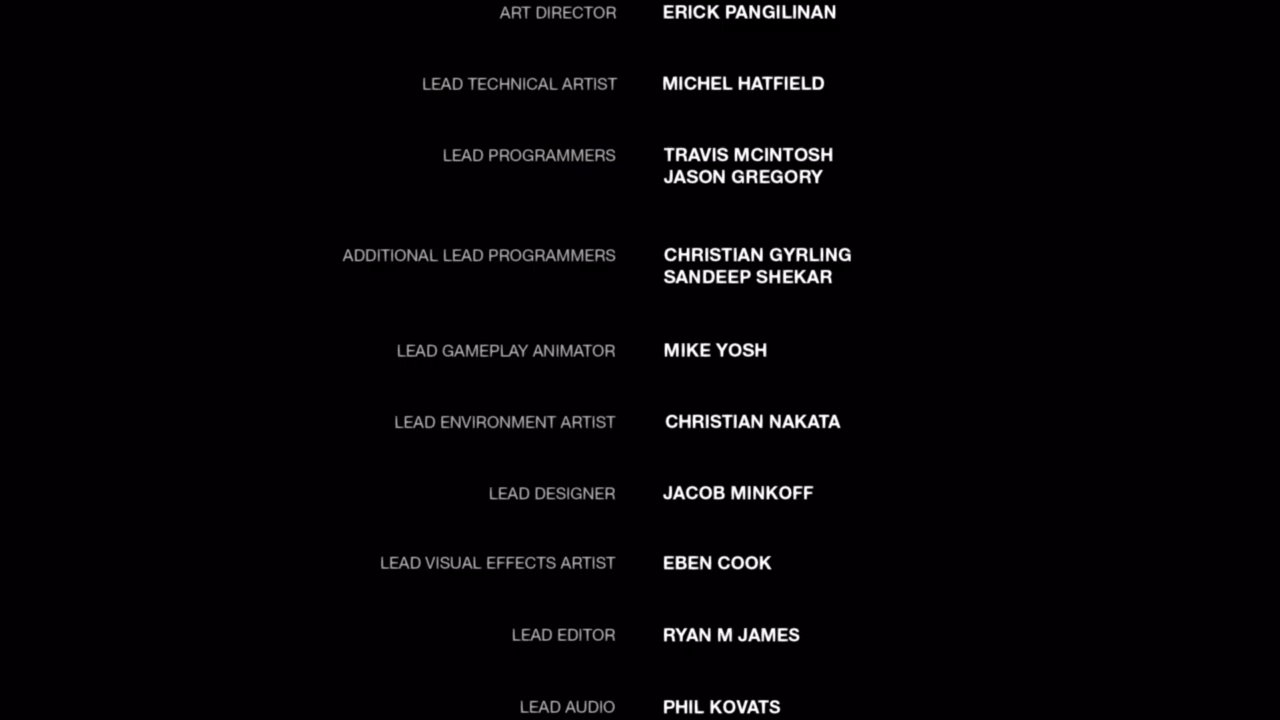 ART DIRECTOR ERICK PANGILINAN
LEAD TECHNICAL ARTIST MICHEL HATFIELD
LEAD PROGRAMMERS TRAVIS MCINTOSH
JASON GREGORY
ADDITIONAL LEAD PROGRAMMERS CHRISTIAN GYRLING
SANDEEP SHEKAR
LEAD GAMEPLAY ANIMATOR MIKE YOSH
LEAD ENVIRONMENT ARTIST CHRISTIAN NAKATA
LEAD DESIGNER JACOB MINKOFF
LEAD VISUAL EFFECTS ARTIST EBEN COOK
LEAD EDITOR RYAN M JAMES
LEAD AUDIO PHIL KOVATS